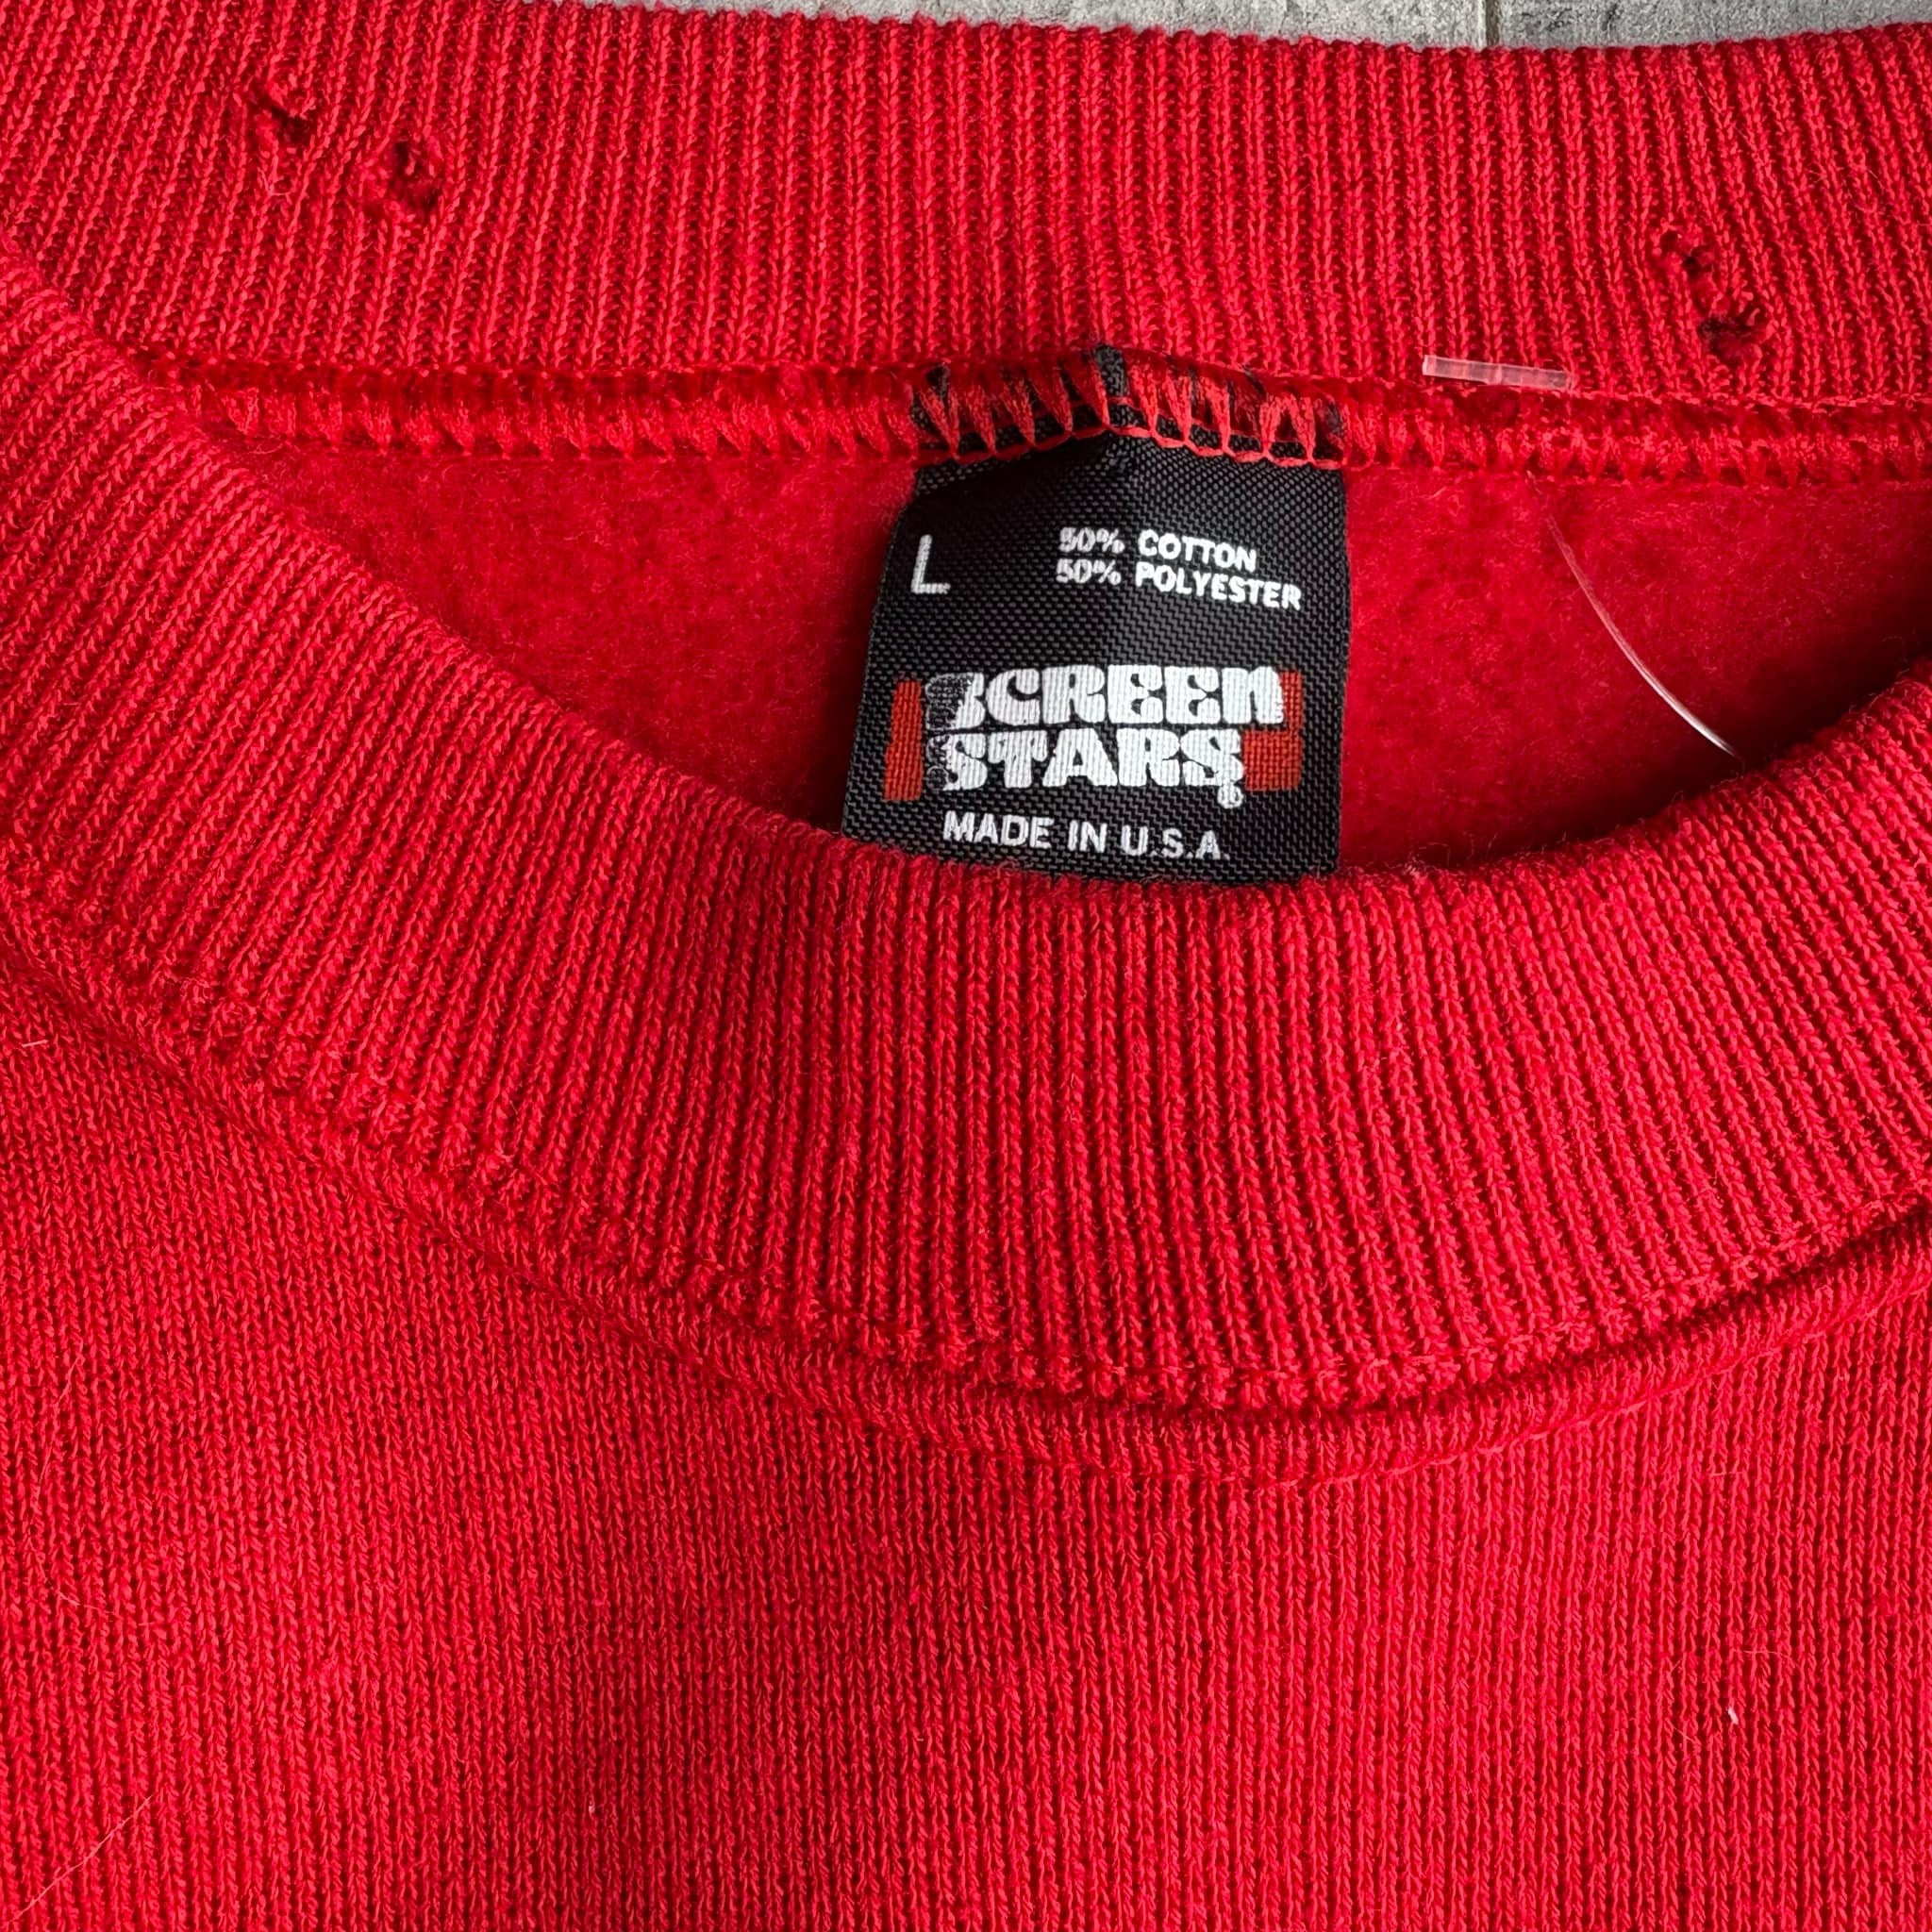 L
50% COTTON
50% POLYESTER
SCREEN
STARS®
MADE IN U.S.A.